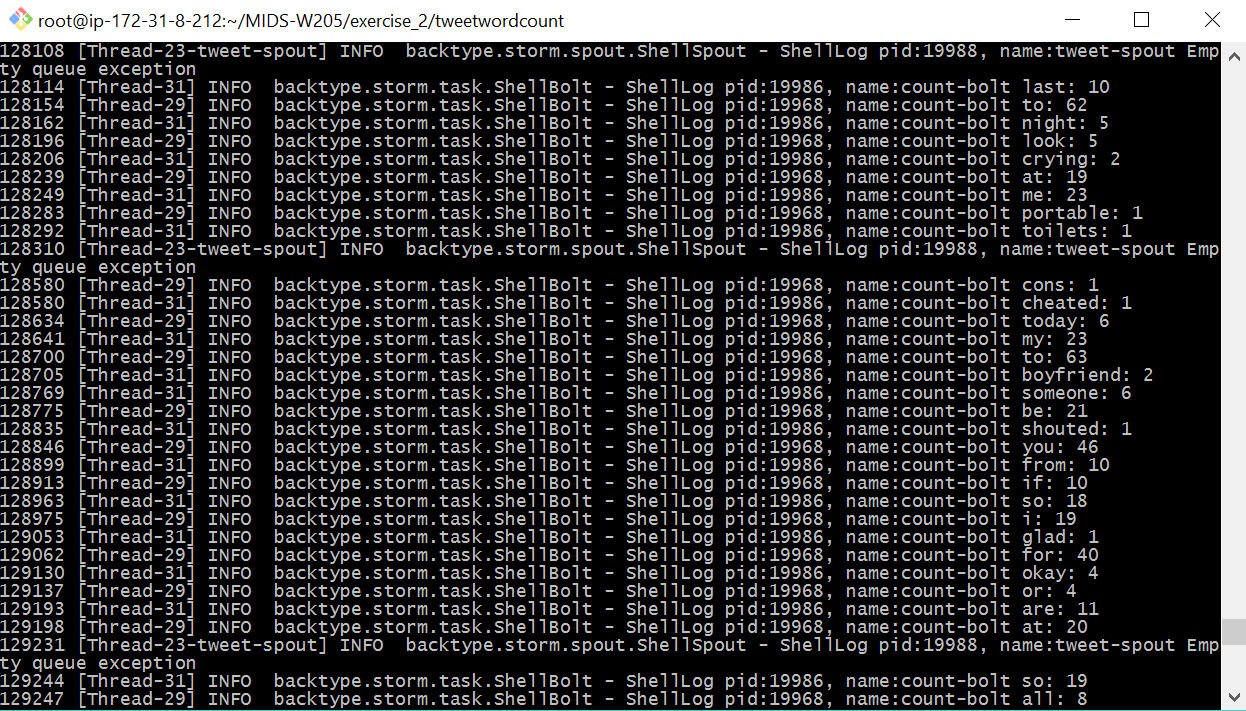 root@ip-172-31-8-212:~/MIDS-W205/exercise_2/tweetwordcount
128108 [Thread-23-tweet-spout] INFO  backtype.storm.spout.ShellSpout - ShellLog pid:19988, name:tweet-spout Emp
ty queue exception
128114 [Thread-31] INFO  backtype.storm.task.ShellBolt - ShellLog pid:19986, name:count-bolt last: 10
128154 [Thread-29] INFO  backtype.storm.task.ShellBolt - ShellLog pid:19968, name:count-bolt to: 62
128162 [Thread-31] INFO  backtype.storm.task.ShellBolt - ShellLog pid:19986, name:count-bolt night: 5
128196 [Thread-29] INFO  backtype.storm.task.ShellBolt - ShellLog pid:19968, name:count-bolt look: 5
128206 [Thread-31] INFO  backtype.storm.task.ShellBolt - ShellLog pid:19986, name:count-bolt crying: 2
128239 [Thread-29] INFO  backtype.storm.task.ShellBolt - ShellLog pid:19968, name:count-bolt at: 19
128249 [Thread-31] INFO  backtype.storm.task.ShellBolt - ShellLog pid:19986, name:count-bolt me: 23
128283 [Thread-29] INFO  backtype.storm.task.ShellBolt - ShellLog pid:19968, name:count-bolt portable: 1
128292 [Thread-31] INFO  backtype.storm.task.ShellBolt - ShellLog pid:19986, name:count-bolt toilets: 1
128310 [Thread-23-tweet-spout] INFO  backtype.storm.spout.ShellSpout - ShellLog pid:19988, name:tweet-spout Emp
ty queue exception
128580 [Thread-29] INFO  backtype.storm.task.ShellBolt - ShellLog pid:19968, name:count-bolt cons: 1
128580 [Thread-31] INFO  backtype.storm.task.ShellBolt - ShellLog pid:19986, name:count-bolt cheated: 1
128634 [Thread-29] INFO  backtype.storm.task.ShellBolt - ShellLog pid:19968, name:count-bolt today: 6
128641 [Thread-31] INFO  backtype.storm.task.ShellBolt - ShellLog pid:19986, name:count-bolt my: 23
128700 [Thread-29] INFO  backtype.storm.task.ShellBolt - ShellLog pid:19968, name:count-bolt to: 63
128705 [Thread-31] INFO  backtype.storm.task.ShellBolt - ShellLog pid:19986, name:count-bolt boyfriend: 2
128769 [Thread-31] INFO  backtype.storm.task.ShellBolt - ShellLog pid:19986, name:count-bolt someone: 6
128775 [Thread-29] INFO  backtype.storm.task.ShellBolt - ShellLog pid:19968, name:count-bolt be: 21
128835 [Thread-31] INFO  backtype.storm.task.ShellBolt - ShellLog pid:19986, name:count-bolt shouted: 1
128846 [Thread-29] INFO  backtype.storm.task.ShellBolt - ShellLog pid:19968, name:count-bolt you: 46
128899 [Thread-31] INFO  backtype.storm.task.ShellBolt - ShellLog pid:19986, name:count-bolt from: 10
128913 [Thread-29] INFO  backtype.storm.task.ShellBolt - ShellLog pid:19968, name:count-bolt if: 10
128963 [Thread-31] INFO  backtype.storm.task.ShellBolt - ShellLog pid:19986, name:count-bolt so: 18
128975 [Thread-29] INFO  backtype.storm.task.ShellBolt - ShellLog pid:19968, name:count-bolt i: 19
129053 [Thread-31] INFO  backtype.storm.task.ShellBolt - ShellLog pid:19986, name:count-bolt glad: 1
129062 [Thread-29] INFO  backtype.storm.task.ShellBolt - ShellLog pid:19968, name:count-bolt for: 40
129130 [Thread-31] INFO  backtype.storm.task.ShellBolt - ShellLog pid:19986, name:count-bolt okay: 4
129137 [Thread-29] INFO  backtype.storm.task.ShellBolt - ShellLog pid:19968, name:count-bolt or: 4
129193 [Thread-31] INFO  backtype.storm.task.ShellBolt - ShellLog pid:19986, name:count-bolt are: 11
129198 [Thread-29] INFO  backtype.storm.task.ShellBolt - ShellLog pid:19968, name:count-bolt at: 20
129231 [Thread-23-tweet-spout] INFO  backtype.storm.spout.ShellSpout - ShellLog pid:19988, name:tweet-spout Emp
ty queue exception
129244 [Thread-31] INFO  backtype.storm.task.ShellBolt - ShellLog pid:19986, name:count-bolt so: 19
129247 [Thread-29] INFO  backtype.storm.task.ShellBolt - ShellLog pid:19968, name:count-bolt all: 8